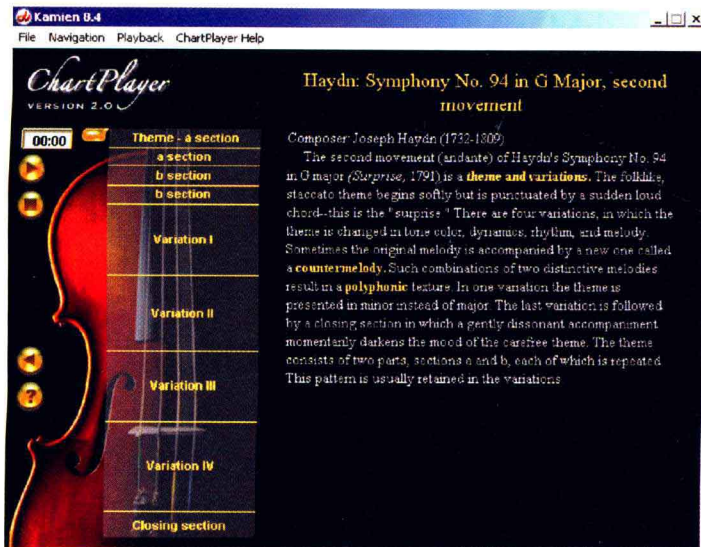 Kamien 8.4
File Navigation Playback ChartPlayer Help
ChartPlayer
VERSION 2.0
Haydn: Symphony No. 94 in G Major, second
movement
00:00
Theme - a section
a section
b section
b section
Variation I
Variation II
Variation III
Variation IV
Closing section
Composer Joseph Haydn (1732-1809)
The second movement (andante) of Haydn's Symphony No. 94
in G major (Surprise, 1791) is a theme and variations. The folklike,
staccato theme begins softly but is punctuated by a sudden loud
chord--this is the "surprise." There are four variations, in which the
theme is changed in tone color, dynamics, rhythm, and melody.
Sometimes the original melody is accompanied by a new one called
a countermelody. Such combinations of two distinctive melodies
result in a polyphonic texture. In one variation the theme is
presented in minor instead of major. The last variation is followed
by a closing section in which a gently dissonant accompaniment
momentarily darkens the mood of the carefree theme. The theme
consists of two parts, sections a and b, each of which is repeated.
This pattern is usually retained in the variations
?